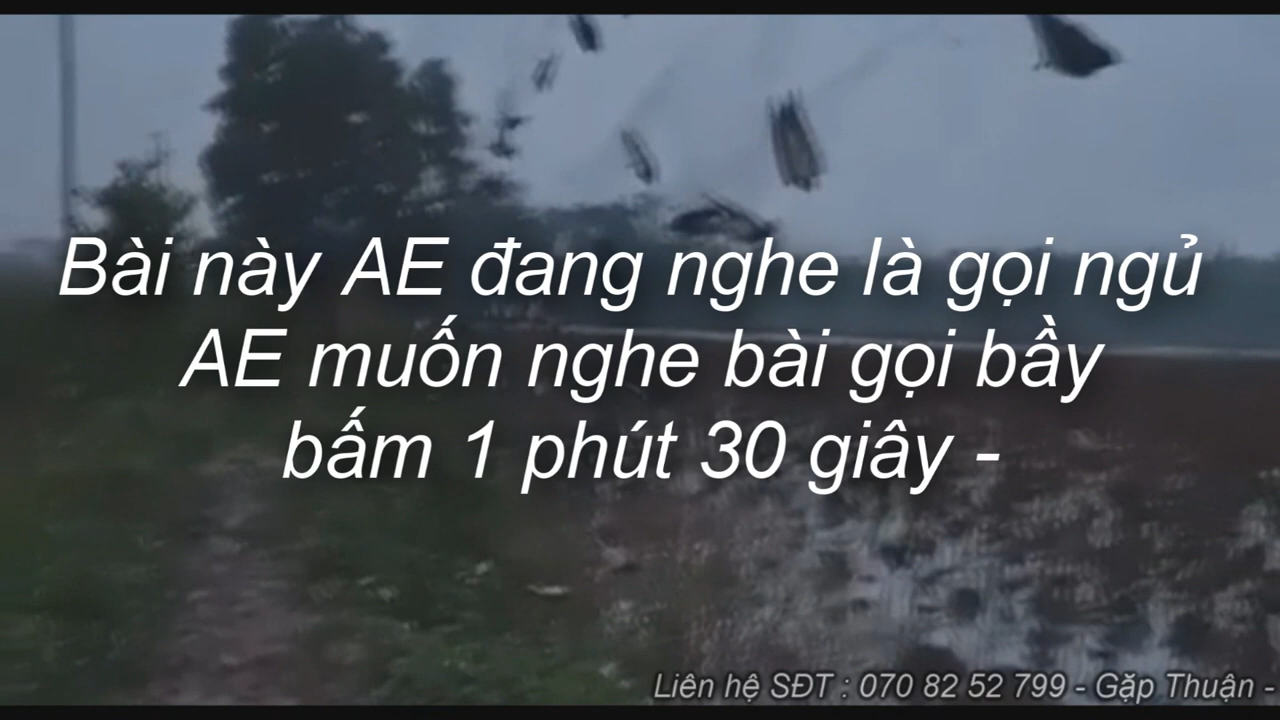 Bài này AE đang nghe là gọi ngủ
AE muốn nghe bài gọi bầy
bấm 1 phút 30 giây -
Liên hệ SĐT : 070 82 52 799 - Gặp Thuận -